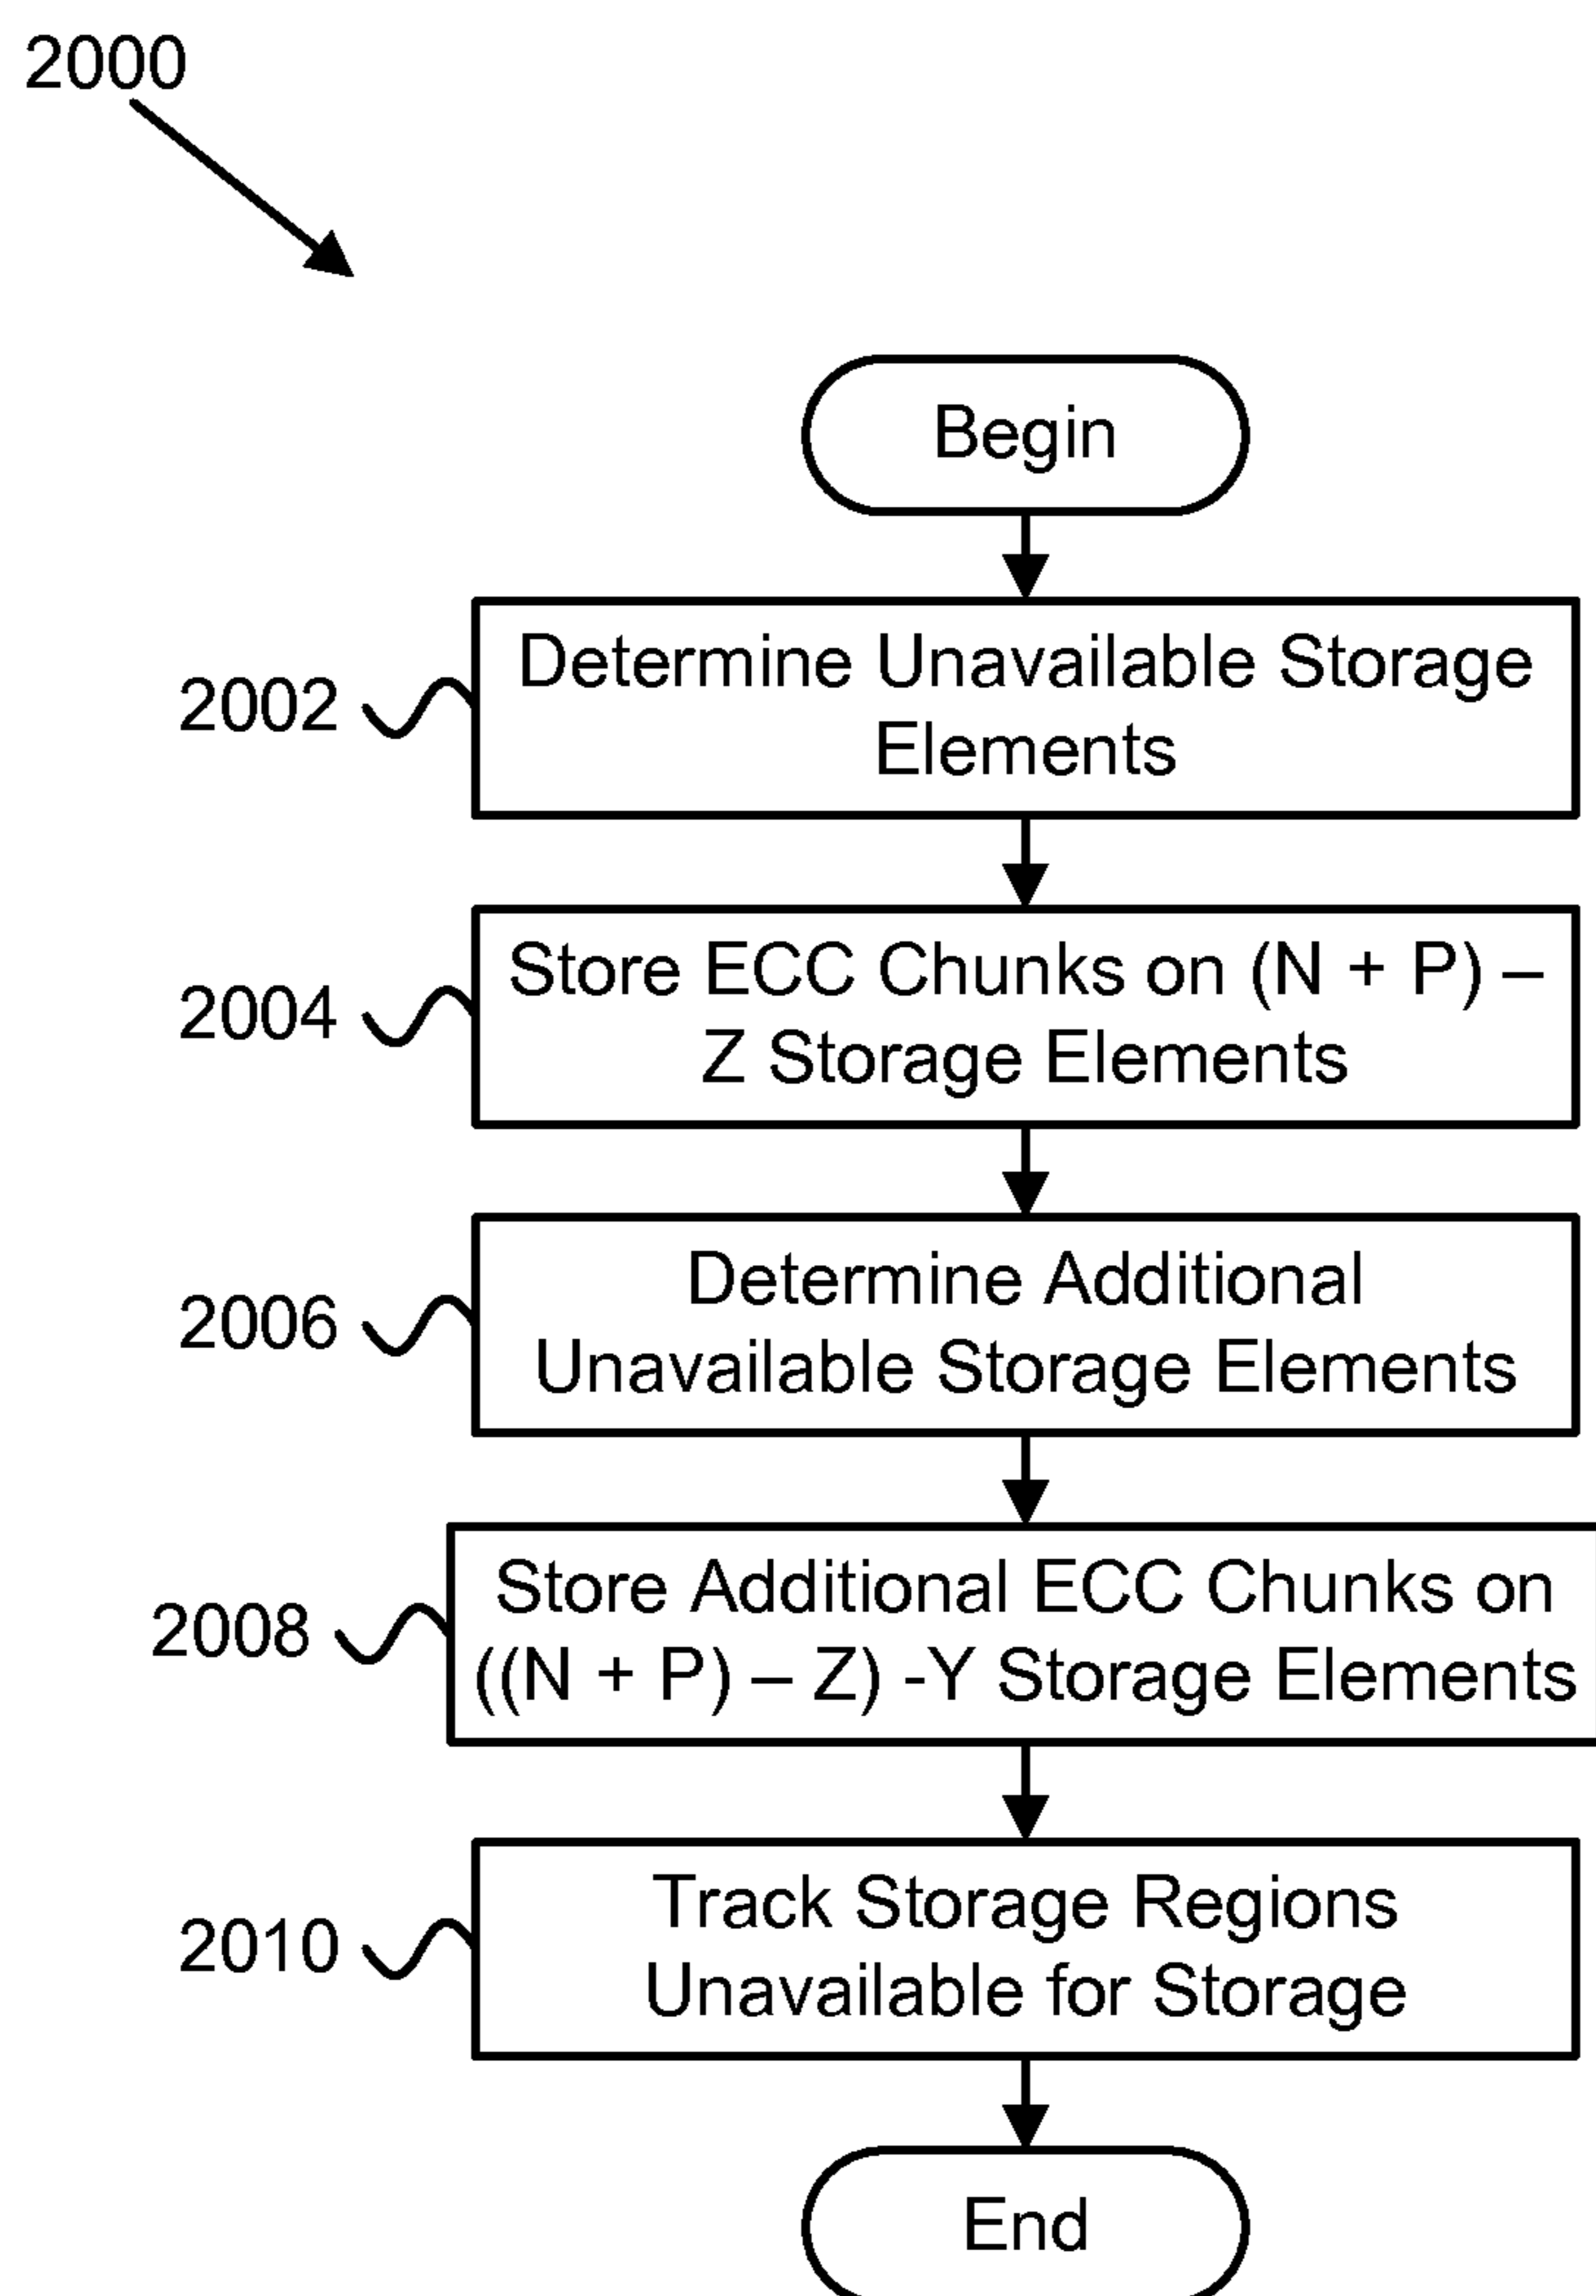 2000
Begin
2002
Determine Unavailable Storage
Elements
2004
Store ECC Chunks on (N + P) –
Z Storage Elements
2006
Determine Additional
Unavailable Storage Elements
2008
Store Additional ECC Chunks on
((N + P) – Z) -Y Storage Elements
2010
Track Storage Regions
Unavailable for Storage
End